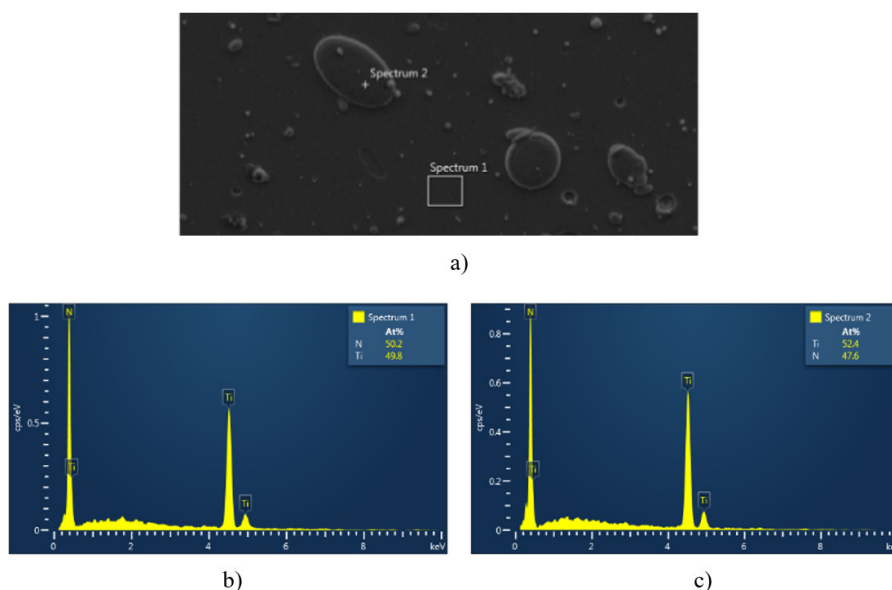 Spectrum 2
Spectrum 1
a)
Spectrum 1
At%
N 50.2
Ti 49.8
N
Ti
Ti
Ti
1
0.5
0
cps/eV
0 2 4 6 8 keV
b)
Spectrum 2
At%
Ti 52.4
N 47.6
N
Ti
Ti
Ti
0.8
0.6
0.4
0.2
0
cps/eV
0 2 4 6 8 keV
c)